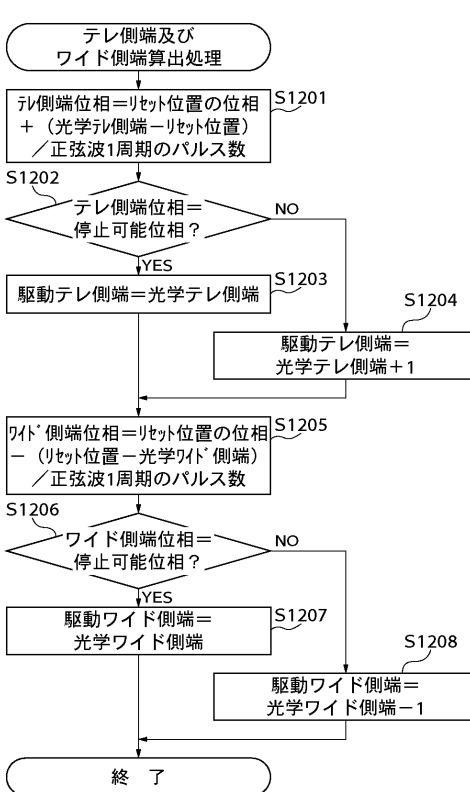 テレ側端及び
ワイド側端算出処理
S1201
ﾃﾚ側端位相＝ﾘｾｯﾄ位置の位相
＋（光学ﾃﾚ側端－ﾘｾｯﾄ位置）
／正弦波1周期のパルス数
S1202
テレ側端位相＝
停止可能位相？
NO
YES
S1203
駆動テレ側端＝光学テレ側端
S1204
駆動テレ側端＝
光学テレ側端＋1
S1205
ﾜｲﾄﾞ側端位相＝ﾘｾｯﾄ位置の位相
－（ﾘｾｯﾄ位置－光学ﾜｲﾄﾞ側端）
／正弦波1周期のパルス数
S1206
ワイド側端位相＝
停止可能位相？
NO
YES
S1207
駆動ワイド側端＝
光学ワイド側端
S1208
駆動ワイド側端＝
光学ワイド側端－1
終 了